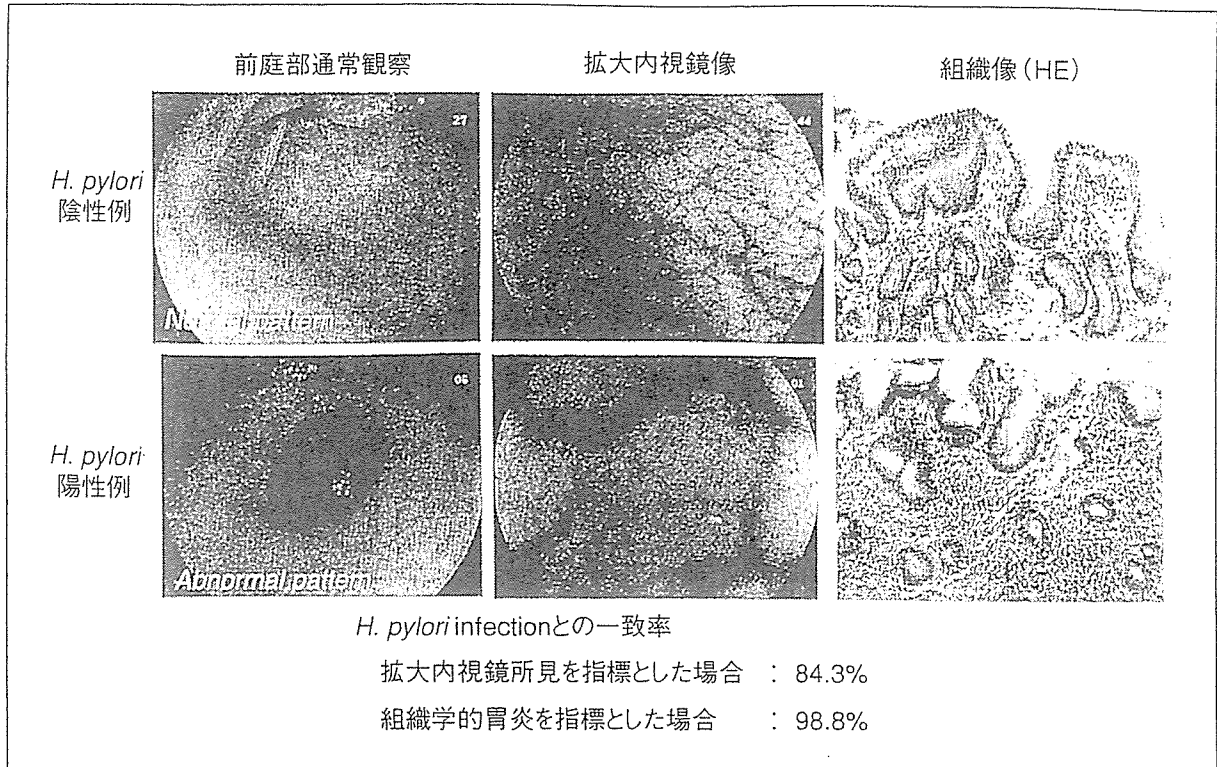 前庭部通常観察 拡大内視鏡像 組織像(HE)
H. pylori
陰性例
27
44
Normal pattern
H. pylori
陽性例
05
01
Abnormal pattern
H. pylori infectionとの一致率
拡大内視鏡所見を指標とした場合 : 84.3%
組織学的胃炎を指標とした場合 : 98.8%